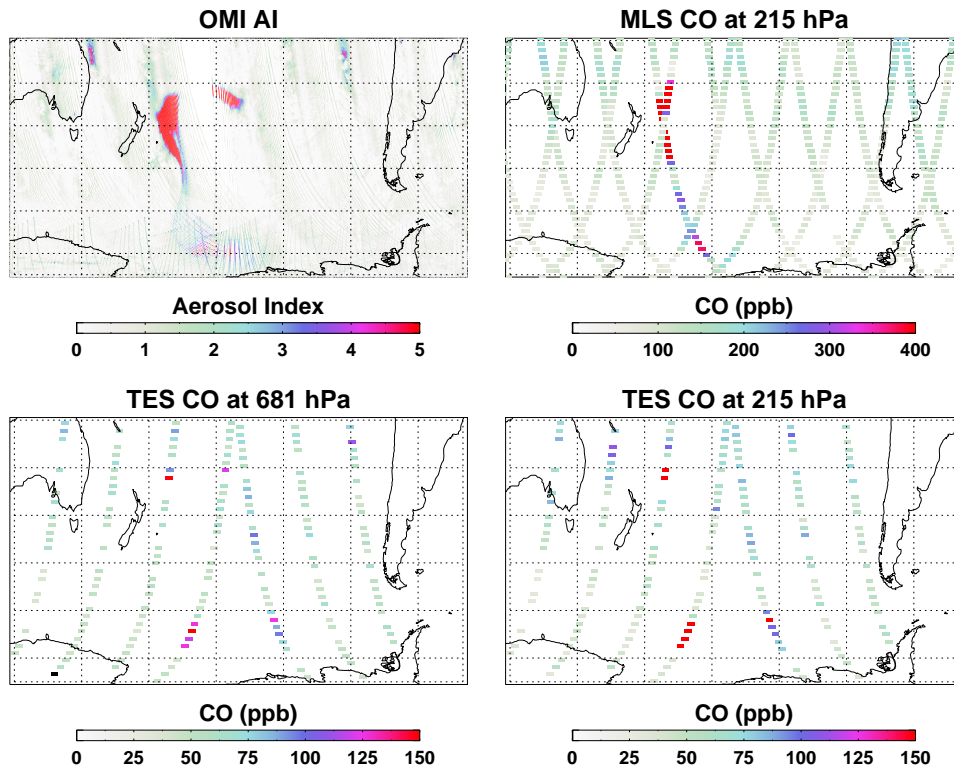 OMI AI
MLS CO at 215 hPa
Aerosol Index
0 1 2 3 4 5
CO (ppb)
0 100 200 300 400
TES CO at 681 hPa
TES CO at 215 hPa
CO (ppb)
0 25 50 75 100 125 150
CO (ppb)
0 25 50 75 100 125 150